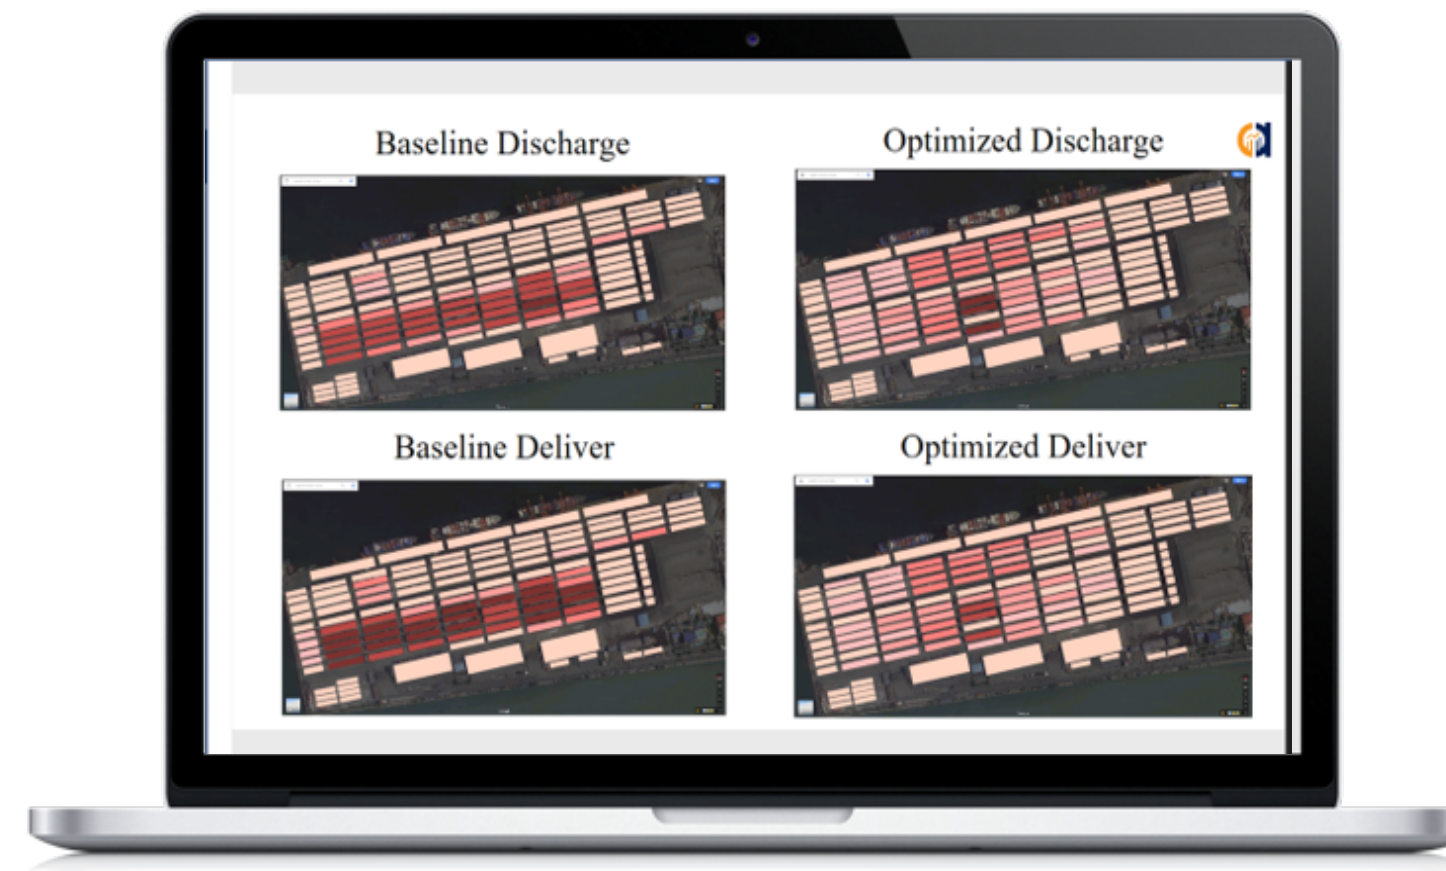 Baseline Discharge
Optimized Discharge
Baseline Deliver
Optimized Deliver